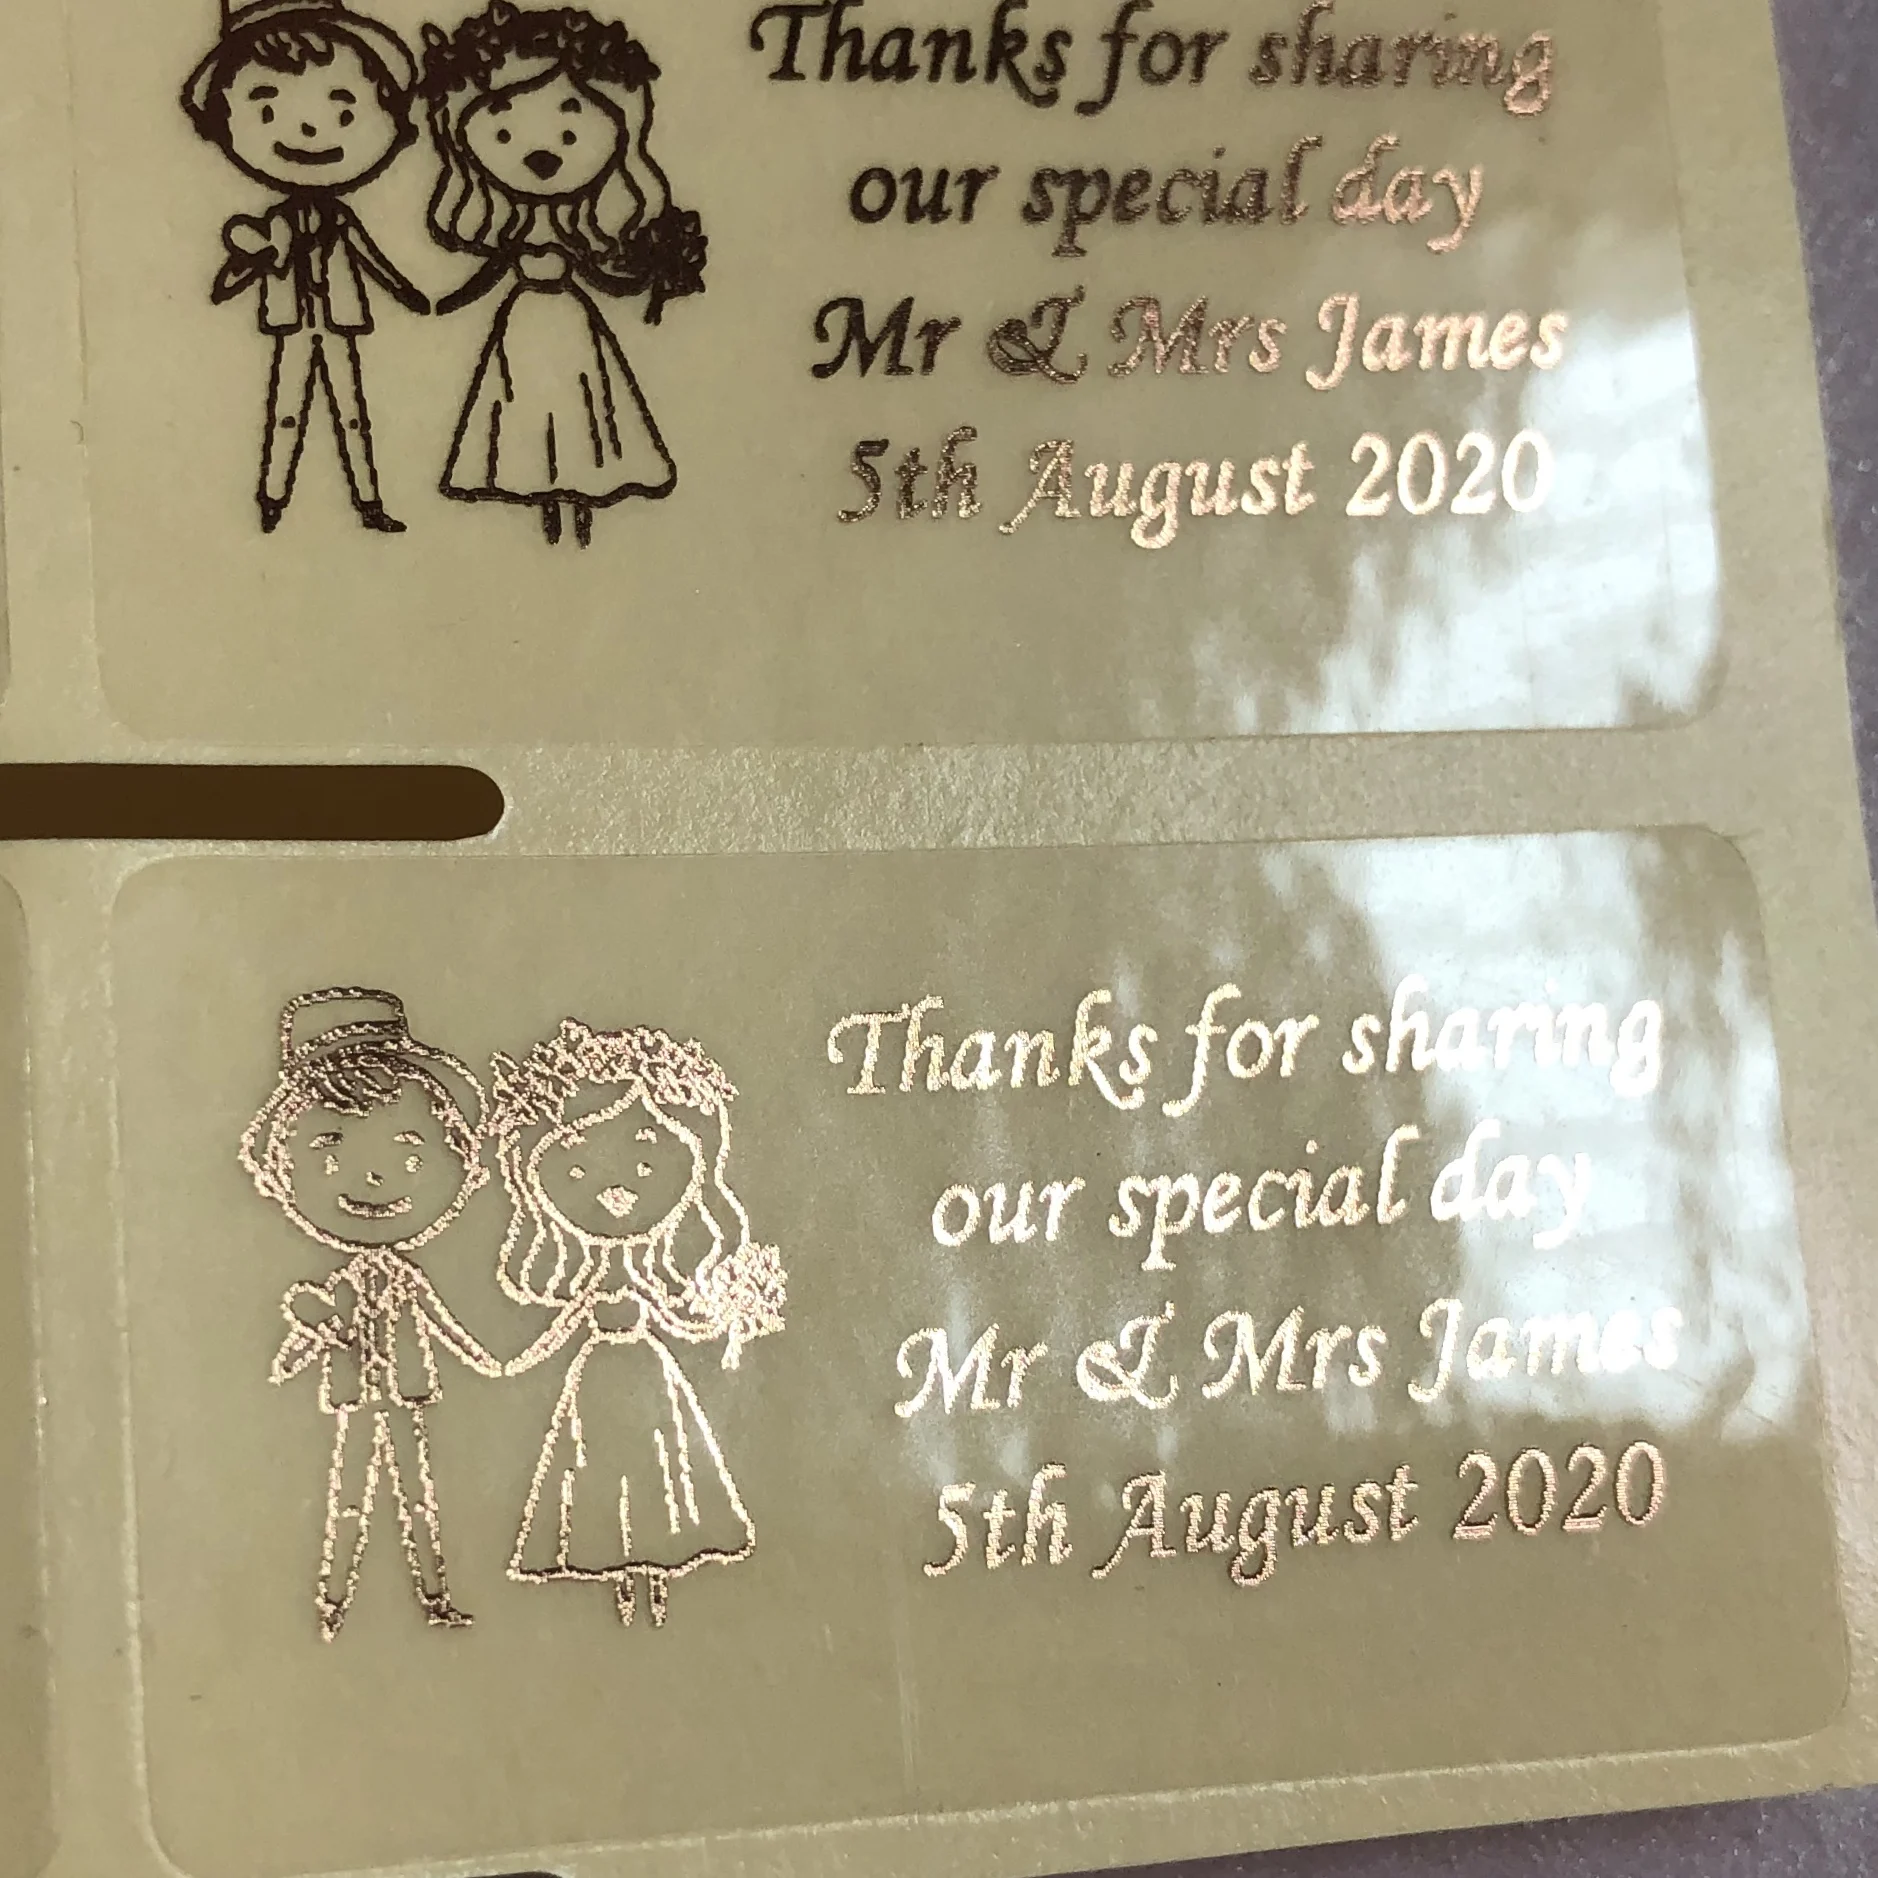 Thanks for sharing
our special day
Mr & Mrs James
5th August 2020
Thanks for sharing
our special day
Mr & Mrs James
5th August 2020